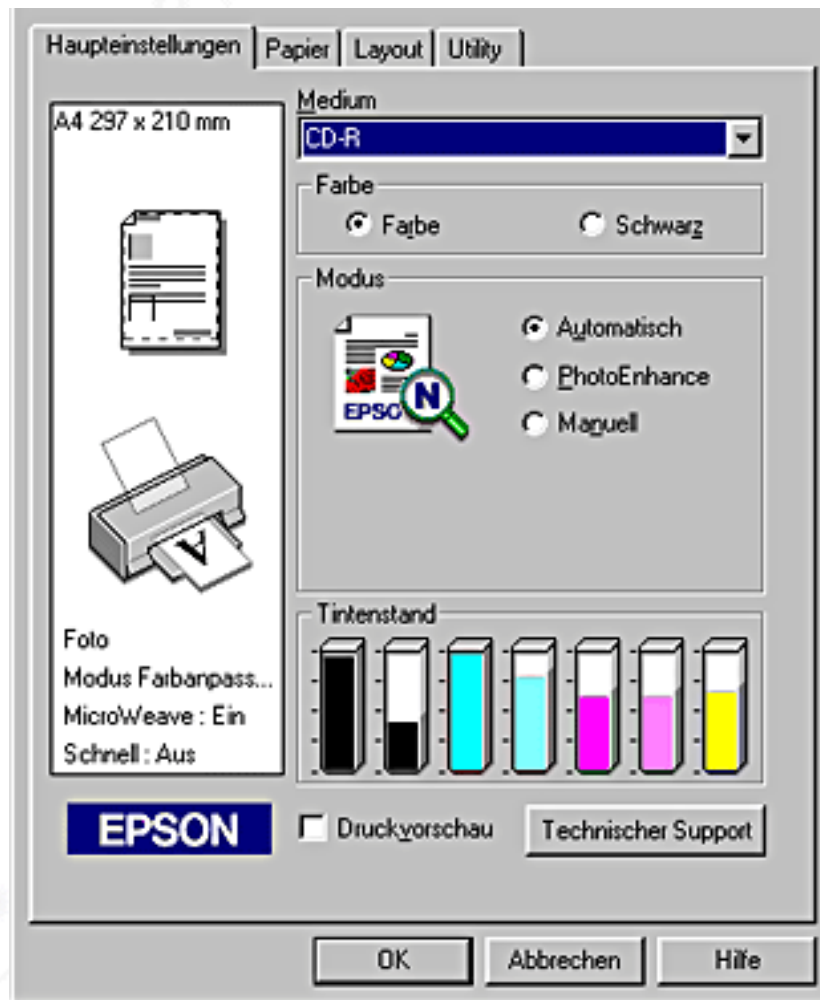 Haupteinstellungen Papier Layout Utility
A4 297 x 210 mm
Medium
CD-R
Farbe
Farbe Schwarz
Modus
Automatisch
PhotoEnhance
Manuell
EPSO
N
A
Foto
Modus Farbanpass...
MicroWeave : Ein
Schnell : Aus
Tintenstand
EPSON
Druckvorschau Technischer Support
OK Abbrechen Hilfe